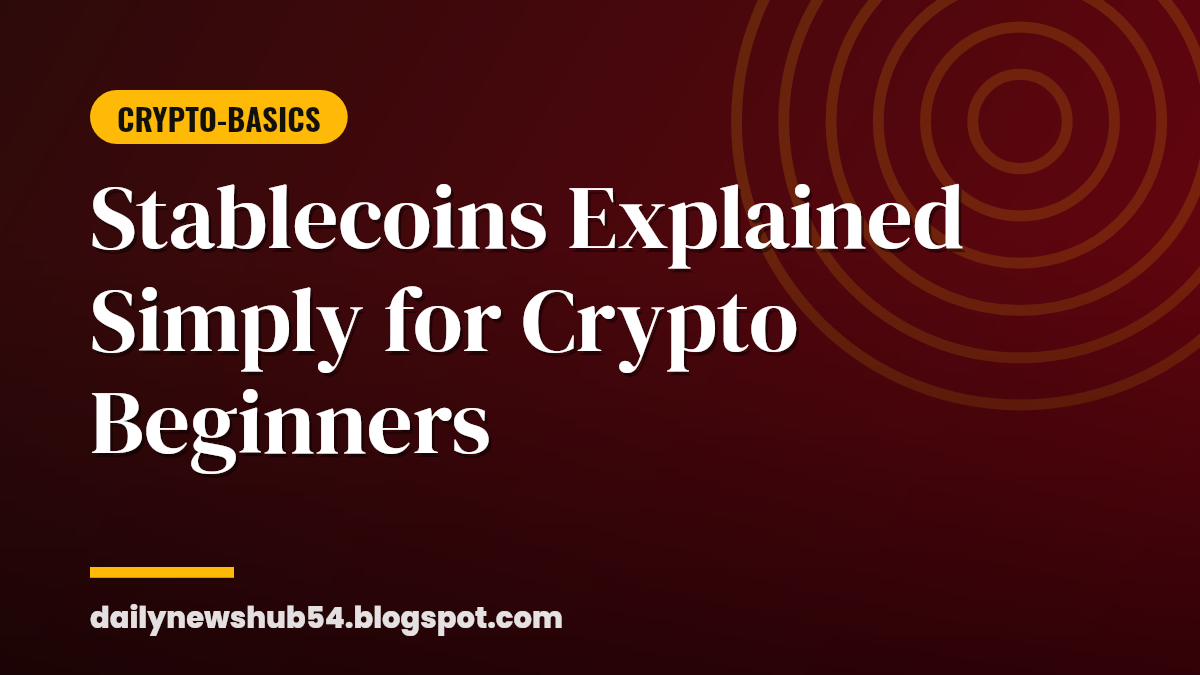 CRYPTO-BASICS
Stablecoins Explained
Simply for Crypto
Beginners
dailynewshub54.blogspot.com